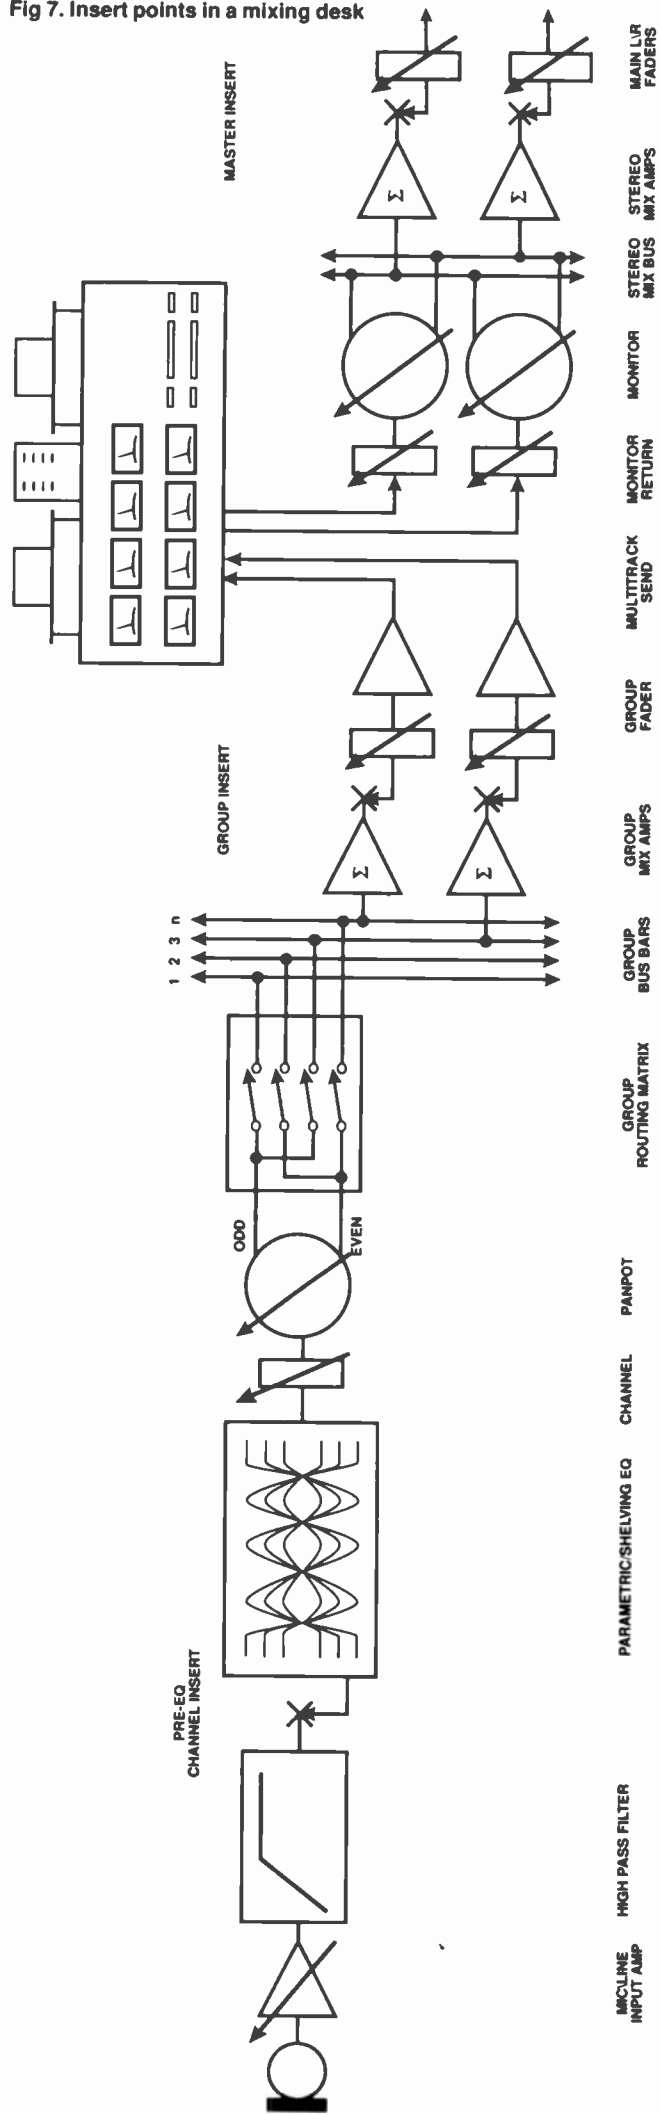 Fig 7. Insert points in a mixing desk
MASTER INSERT
GROUP INSERT
PRE-EQ
CHANNEL INSERT
1
2
3
n
ODD
EVEN
Σ
Σ
Σ
Σ
MIC\LINE
INPUT AMP
HIGH PASS FILTER
PARAMETRIC/SHELVING EQ
CHANNEL
PANPOT
GROUP
ROUTING MATRIX
GROUP
BUS BARS
GROUP
MIX AMPS
GROUP
FADER
MULTITRACK
SEND
MONITOR
RETURN
MONITOR
STEREO
MIX BUS
STEREO
MIX AMPS
MAIN L\R
FADERS